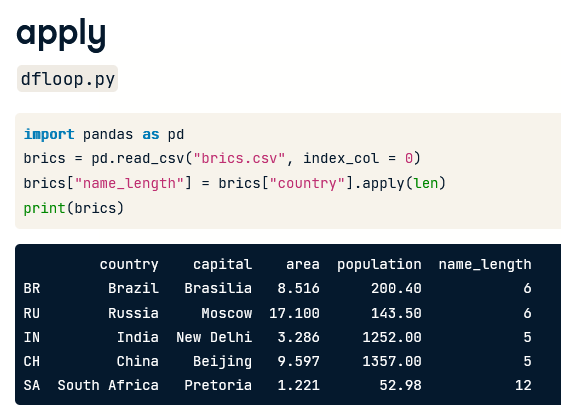 apply
dfloop.py
import pandas as pd
brics = pd.read_csv("brics.csv", index_col = 0)
brics["name_length"] = brics["country"].apply(len)
print(brics)
         country    capital    area  population  name_length
BR        Brazil   Brasilia   8.516      200.40            6
RU        Russia     Moscow  17.100      143.50            6
IN         India  New Delhi   3.286     1252.00            5
CH         China    Beijing   9.597     1357.00            5
SA  South Africa   Pretoria   1.221       52.98           12